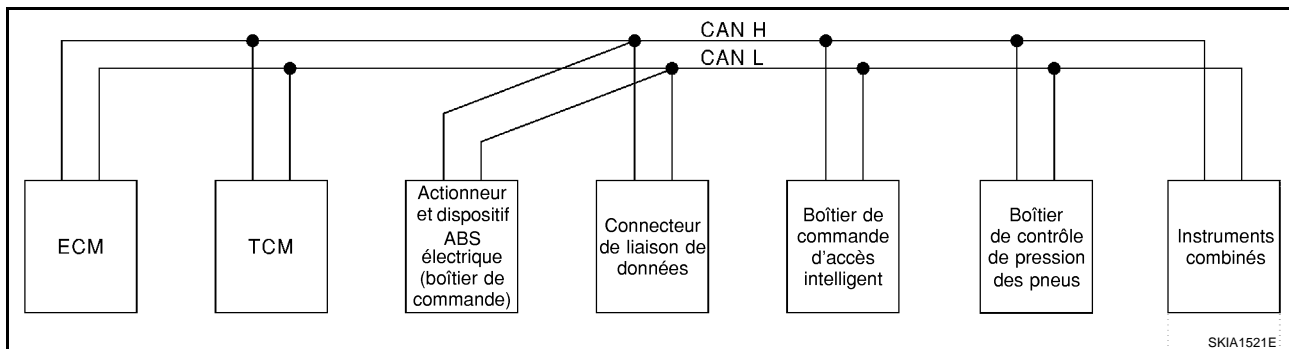 CAN H
CAN L
ECM
TCM
Actionneur
et dispositif
ABS
électrique
(boîtier de
commande)
Connecteur
de liaison de
données
Boîtier de
commande
d'accès
intelligent
Boîtier
de contrôle
de pression
des pneus
Instruments
combinés
SKIA1521E